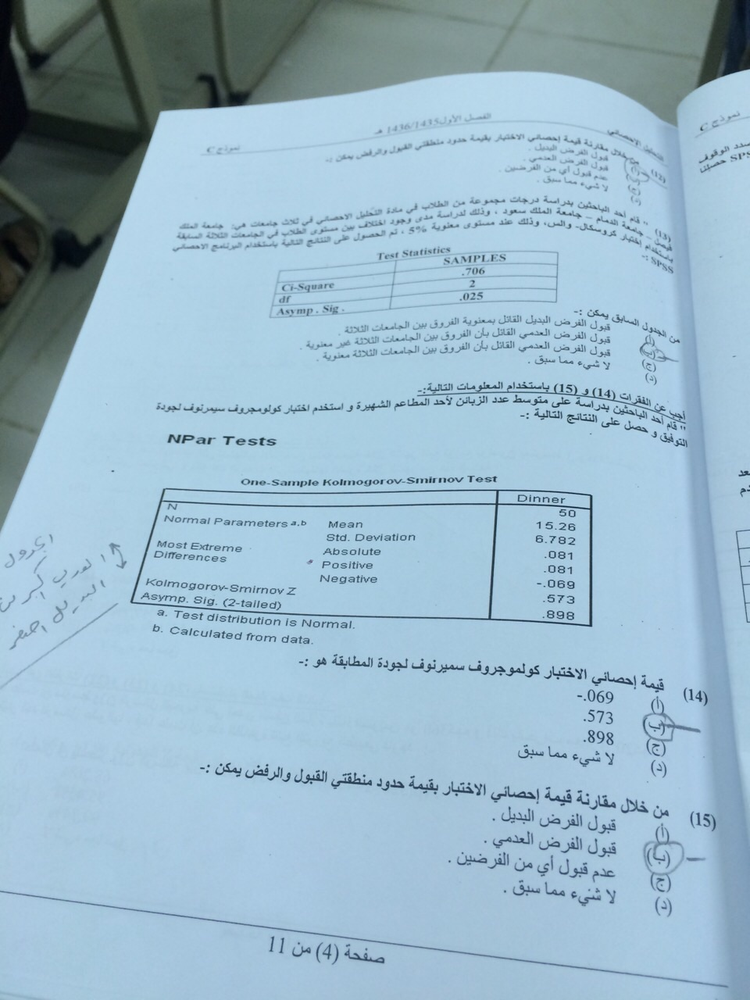 التحليل الإحصائي
الفصل الأول1436/1435 هـ
نموذج C
(12) من خلال مقارنة قيمة إحصائي الاختبار بقيمة حدود منطقتي القبول والرفض يمكن :-
(أ) قبول الفرض البديل .
(ب) قبول الفرض العدمي .
(ج) عدم قبول أي من الفرضين .
(د) لا شيء مما سبق .
(13) " قام أحد الباحثين بدراسة درجات مجموعة من الطلاب في مادة التحليل الاحصائي في ثلاث جامعات هي: جامعة الملك
فيصل – جامعة الدمام – جامعة الملك سعود ، وذلك لدراسة مدى وجود اختلاف بين مستوى الطلاب في الجامعات الثلاثة السابقة
باستخدام إختبار كروسكال- والس، وذلك عند مستوى معنوية 5% ، تم الحصول على النتائج التالية باستخدام البرنامج الاحصائي
SPSS :-
Test Statistics
SAMPLES
Ci-Square .706
df 2
Asymp . Sig . .025
من الجدول السابق يمكن :-
(أ) قبول الفرض البديل القائل بمعنوية الفروق بين الجامعات الثلاثة .
(ب) قبول الفرض العدمي القائل بأن الفروق بين الجامعات الثلاثة غير معنوية .
(ج) قبول الفرض العدمي القائل بأن الفروق بين الجامعات الثلاثة معنوية .
(د) لا شيء مما سبق .
أجب عن الفقرات (14) و (15) باستخدام المعلومات التالية:-
" قام أحد الباحثين بدراسة على متوسط عدد الزبائن لأحد المطاعم الشهيرة و استخدم اختبار كولومجروف سيمرنوف لجودة
التوفيق و حصل على النتائج التالية :-
NPar Tests
One-Sample Kolmogorov-Smirnov Test
Dinner
N 50
Normal Parameters a,b Mean 15.26
Std. Deviation 6.782
Most Extreme Differences Absolute .081
Positive .081
Negative -.069
Kolmogorov-Smirnov Z .573
Asymp. Sig. (2-tailed) .898
a. Test distribution is Normal.
b. Calculated from data.
(14) قيمة إحصائي الاختبار كولموجروف سميرنوف لجودة المطابقة هو :-
(أ) -.069
(ب) .573
(ج) .898
(د) لا شيء مما سبق
(15) من خلال مقارنة قيمة إحصائي الاختبار بقيمة حدود منطقتي القبول والرفض يمكن :-
(أ) قبول الفرض البديل .
(ب) قبول الفرض العدمي .
(ج) عدم قبول أي من الفرضين .
(د) لا شيء مما سبق .
صفحة (4) من 11
نموذج C
صدد الوقوف
حصلنا